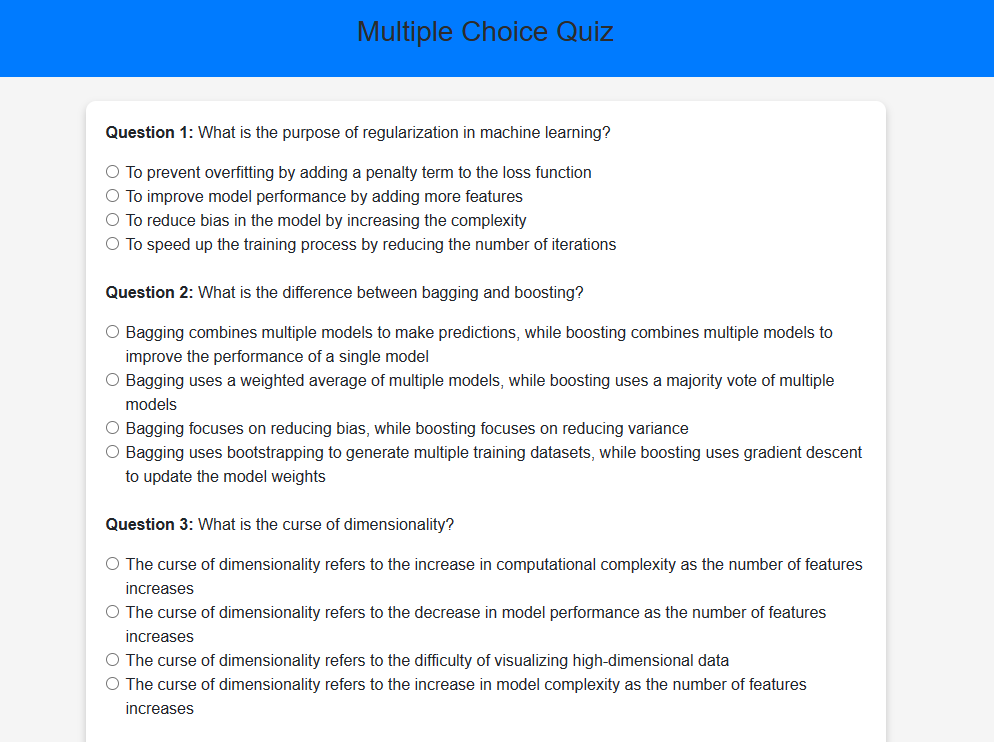 Multiple Choice Quiz
Question 1: What is the purpose of regularization in machine learning?
To prevent overfitting by adding a penalty term to the loss function
To improve model performance by adding more features
To reduce bias in the model by increasing the complexity
To speed up the training process by reducing the number of iterations
Question 2: What is the difference between bagging and boosting?
Bagging combines multiple models to make predictions, while boosting combines multiple models to
improve the performance of a single model
Bagging uses a weighted average of multiple models, while boosting uses a majority vote of multiple
models
Bagging focuses on reducing bias, while boosting focuses on reducing variance
Bagging uses bootstrapping to generate multiple training datasets, while boosting uses gradient descent
to update the model weights
Question 3: What is the curse of dimensionality?
The curse of dimensionality refers to the increase in computational complexity as the number of features
increases
The curse of dimensionality refers to the decrease in model performance as the number of features
increases
The curse of dimensionality refers to the difficulty of visualizing high-dimensional data
The curse of dimensionality refers to the increase in model complexity as the number of features
increases